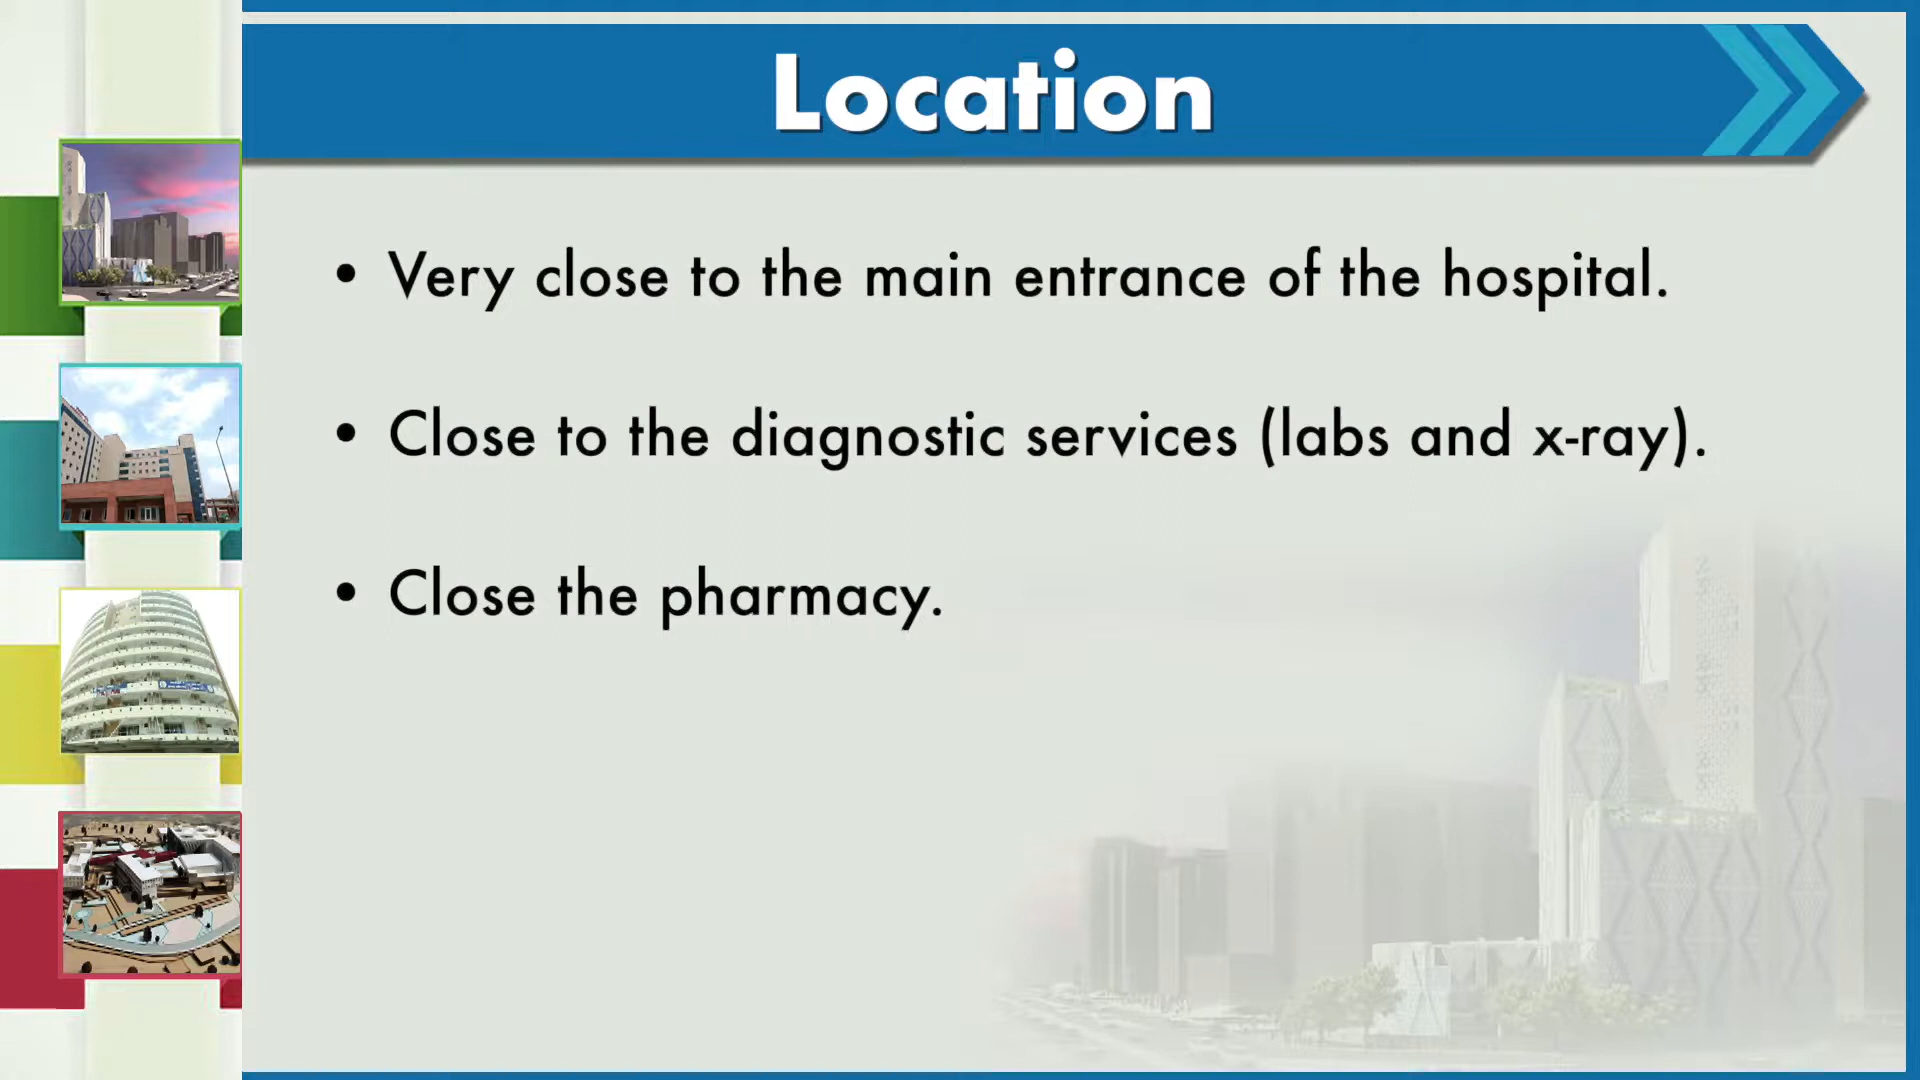 Location
• Very close to the main entrance of the hospital.
• Close to the diagnostic services (labs and x-ray).
• Close the pharmacy.